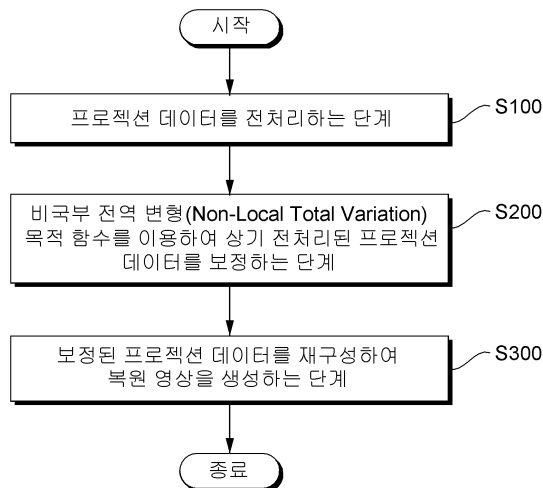 시작
프로젝션 데이터를 전처리하는 단계
S100
비국부 전역 변형(Non-Local Total Variation)
목적 함수를 이용하여 상기 전처리된 프로젝션
데이터를 보정하는 단계
S200
보정된 프로젝션 데이터를 재구성하여
복원 영상을 생성하는 단계
S300
종료